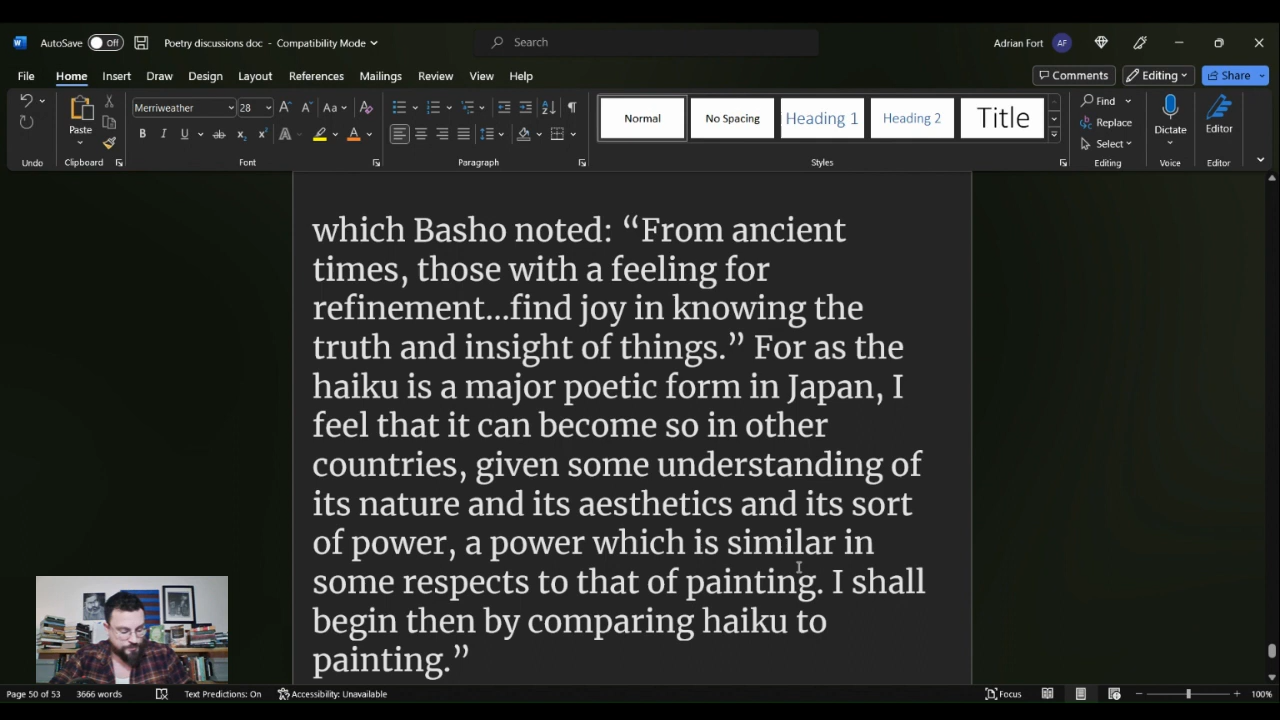 AutoSave Off Poetry discussions doc - Compatibility Mode Search Adrian Fort AF
File Home Insert Draw Design Layout References Mailings Review View Help Comments Editing Share
Merriweather 28 Aa Normal No Spacing Heading 1 Heading 2 Title Find
Paste B I U ab x2 x2 A A Replace Dictate Editor
Select
Undo Clipboard Font Paragraph Styles Editing Voice Editor
which Basho noted: “From ancient
times, those with a feeling for
refinement...find joy in knowing the
truth and insight of things.” For as the
haiku is a major poetic form in Japan, I
feel that it can become so in other
countries, given some understanding of
its nature and its aesthetics and its sort
of power, a power which is similar in
some respects to that of painting. I shall
begin then by comparing haiku to
painting.”
Page 50 of 53 3666 words Text Predictions: On Accessibility: Unavailable Focus 100%